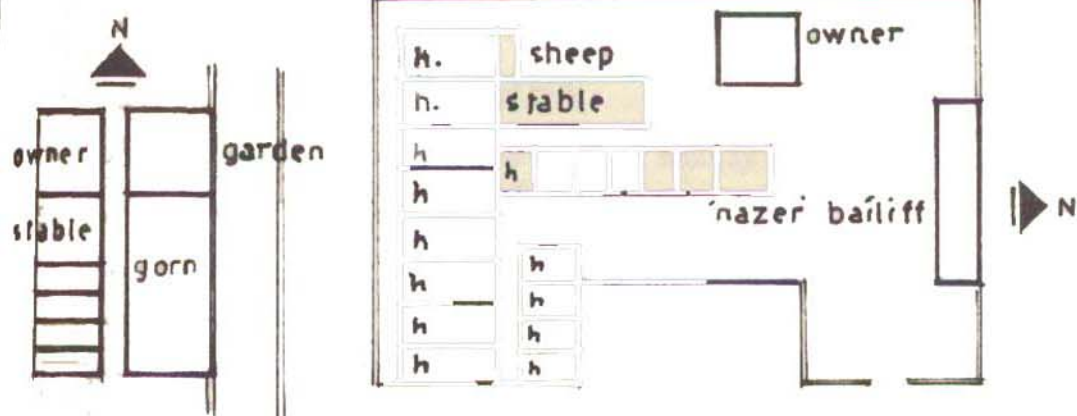 N
owner
garden
stable
gorn
h. sheep
h. stable
h
h
h
h
h
h
h
h
h
h
h
owner
'nazer' bailiff
N